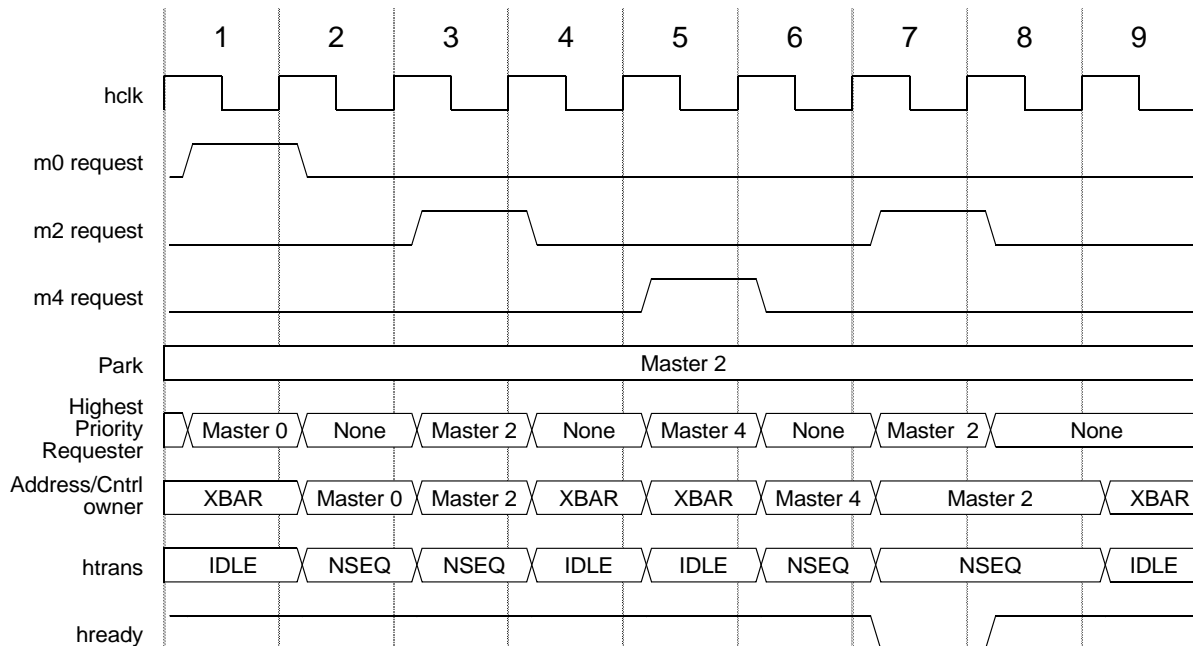 1 2 3 4 5 6 7 8 9
hclk
m0 request
m2 request
m4 request
Park Master 2
Highest
Priority
Requester
Master 0 None Master 2 None Master 4 None Master 2 None
Address/Cntrl
owner
XBAR Master 0 Master 2 XBAR XBAR Master 4 Master 2 XBAR
htrans IDLE NSEQ NSEQ IDLE IDLE NSEQ NSEQ IDLE
hready